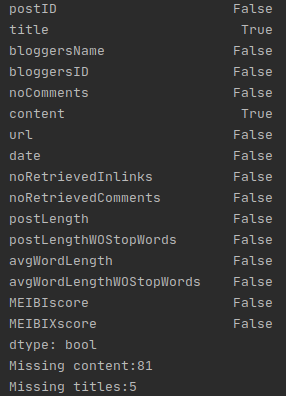 postID False
title True
bloggersName False
bloggersID False
noComments False
content True
url False
date False
noRetrievedInlinks False
noRetrievedComments False
postLength False
postLengthWOStopWords False
avgWordLength False
avgWordLengthWOStopWords False
MEIBIscore False
MEIBIXscore False
dtype: bool
Missing content:81
Missing titles:5